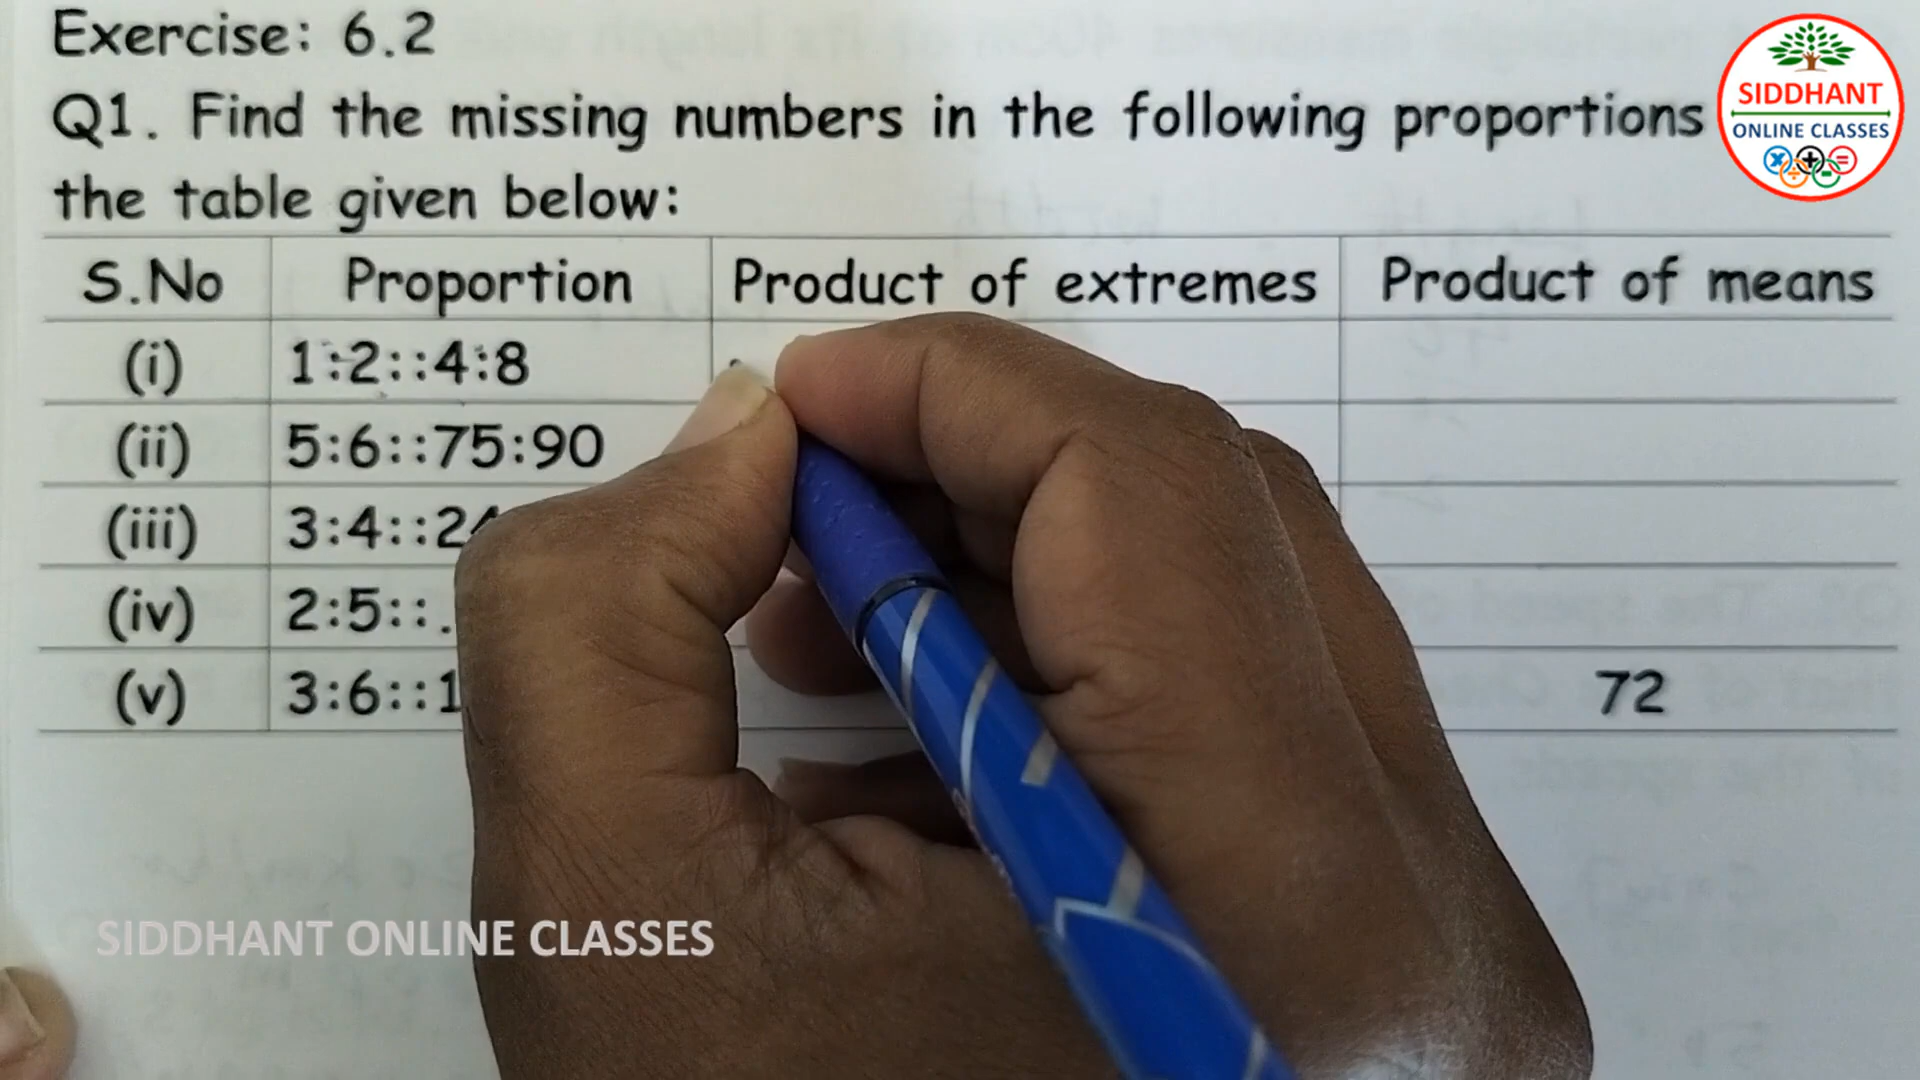 Exercise: 6.2
Q1. Find the missing numbers in the following proportions
the table given below:
S.No Proportion Product of extremes Product of means
(i) 1:2::4:8
(ii) 5:6::75:90
(iii) 3:4::24
(iv) 2:5::.
(v) 3:6::1 72
SIDDHANT
ONLINE CLASSES
SIDDHANT ONLINE CLASSES